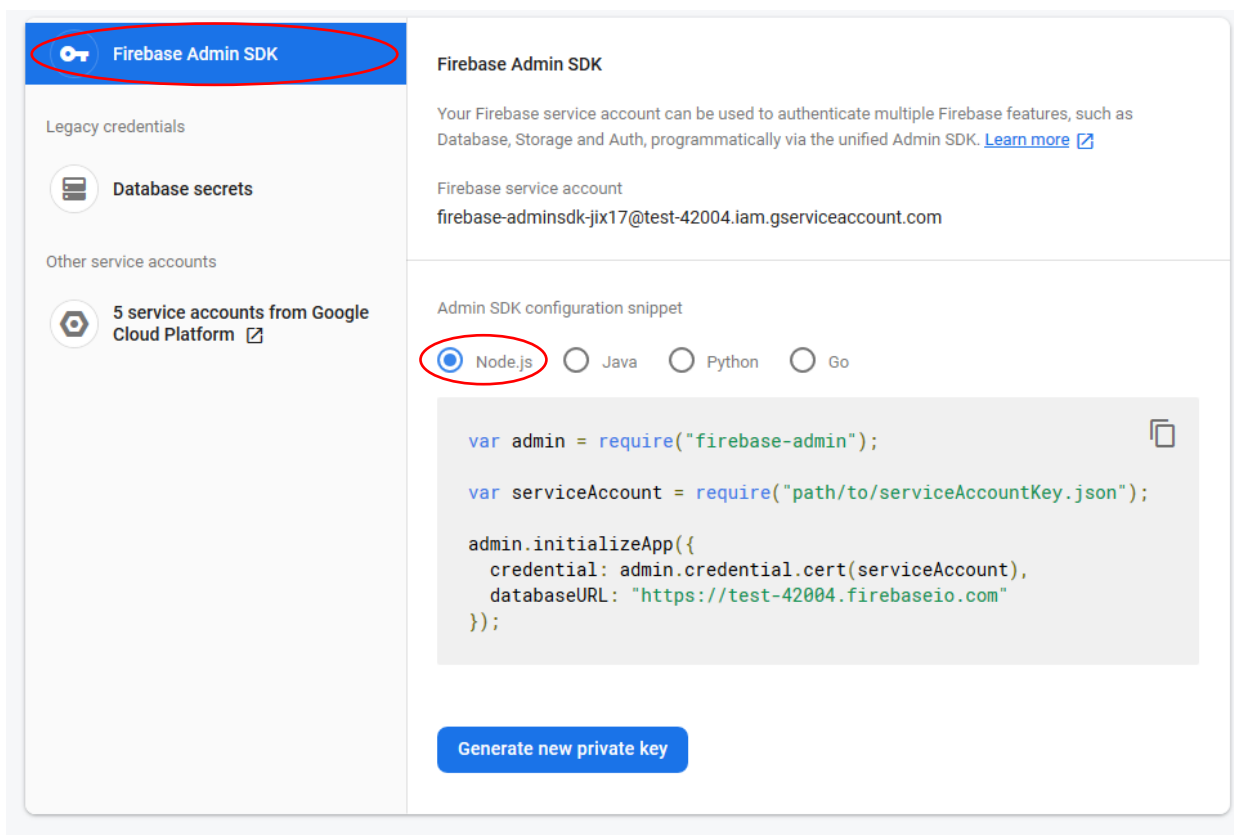 Firebase Admin SDK
Legacy credentials
Database secrets
Other service accounts
5 service accounts from Google
Cloud Platform
Firebase Admin SDK
Your Firebase service account can be used to authenticate multiple Firebase features, such as
Database, Storage and Auth, programmatically via the unified Admin SDK. Learn more
Firebase service account
firebase-adminsdk-jix17@test-42004.iam.gserviceaccount.com
Admin SDK configuration snippet
Node.js Java Python Go
var admin = require("firebase-admin");
var serviceAccount = require("path/to/serviceAccountKey.json");
admin.initializeApp({
  credential: admin.credential.cert(serviceAccount),
  databaseURL: "https://test-42004.firebaseio.com"
});
Generate new private key